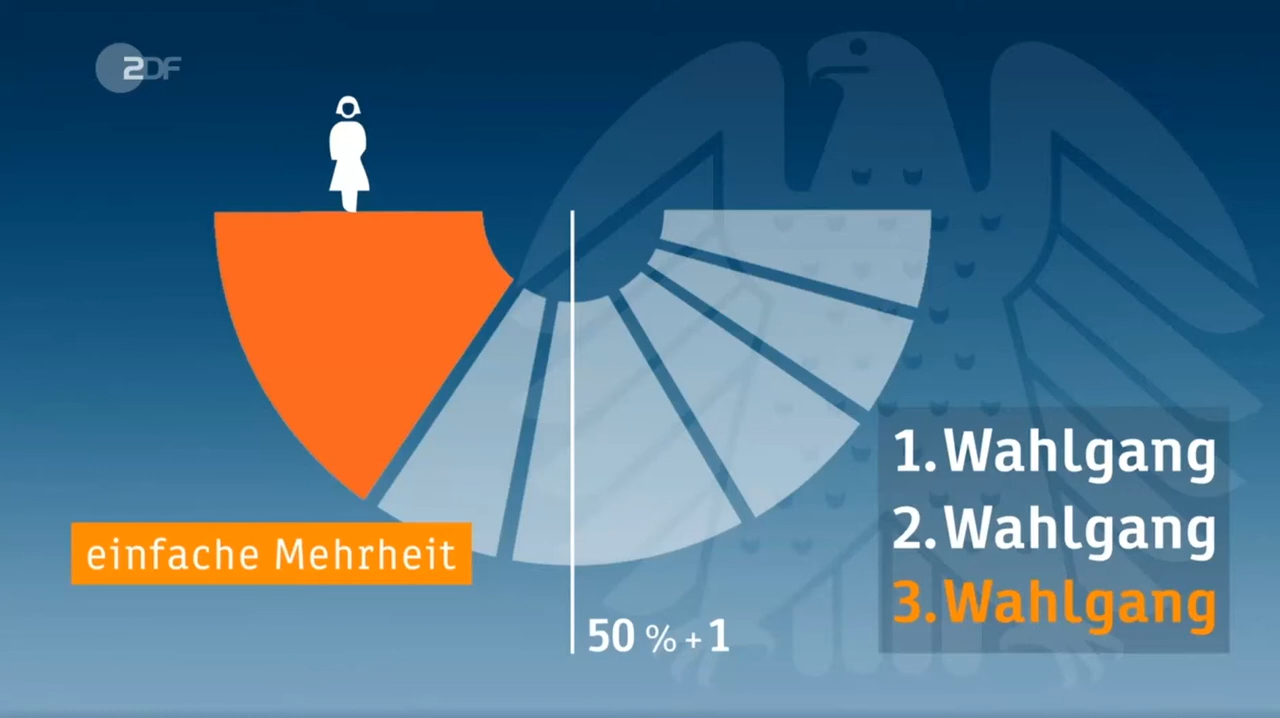 ZDF
einfache Mehrheit
50 % + 1
1. Wahlgang
2. Wahlgang
3. Wahlgang